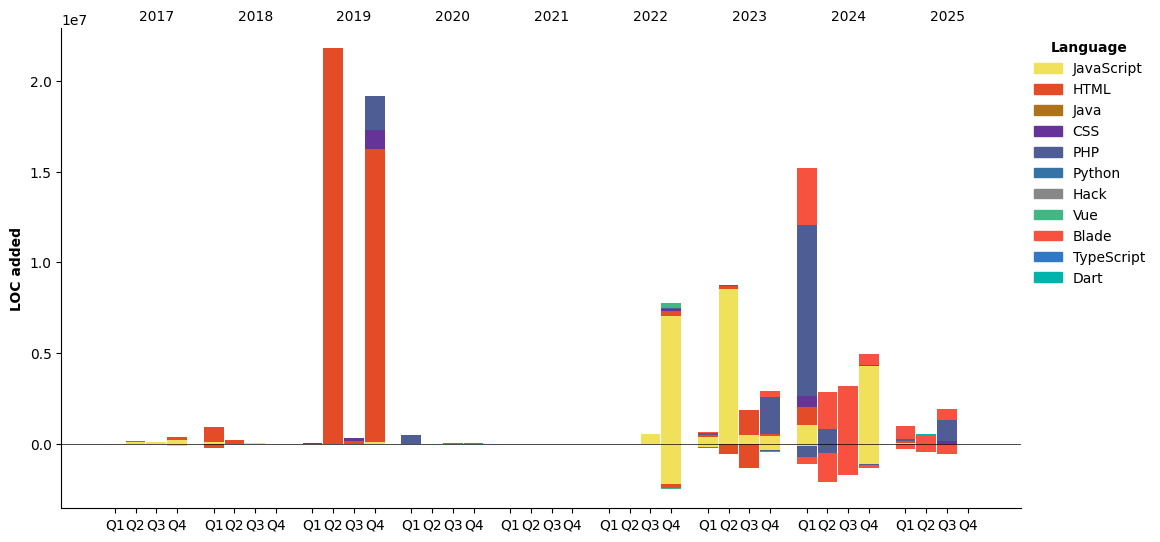 2017 2018 2019 2020 2021 2022 2023 2024 2025
1e7
2.0
1.5
1.0
0.5
0.0
LOC added
Q1 Q2 Q3 Q4 Q1 Q2 Q3 Q4 Q1 Q2 Q3 Q4 Q1 Q2 Q3 Q4 Q1 Q2 Q3 Q4 Q1 Q2 Q3 Q4 Q1 Q2 Q3 Q4 Q1 Q2 Q3 Q4 Q1 Q2 Q3 Q4
Language
JavaScript
HTML
Java
CSS
PHP
Python
Hack
Vue
Blade
TypeScript
Dart